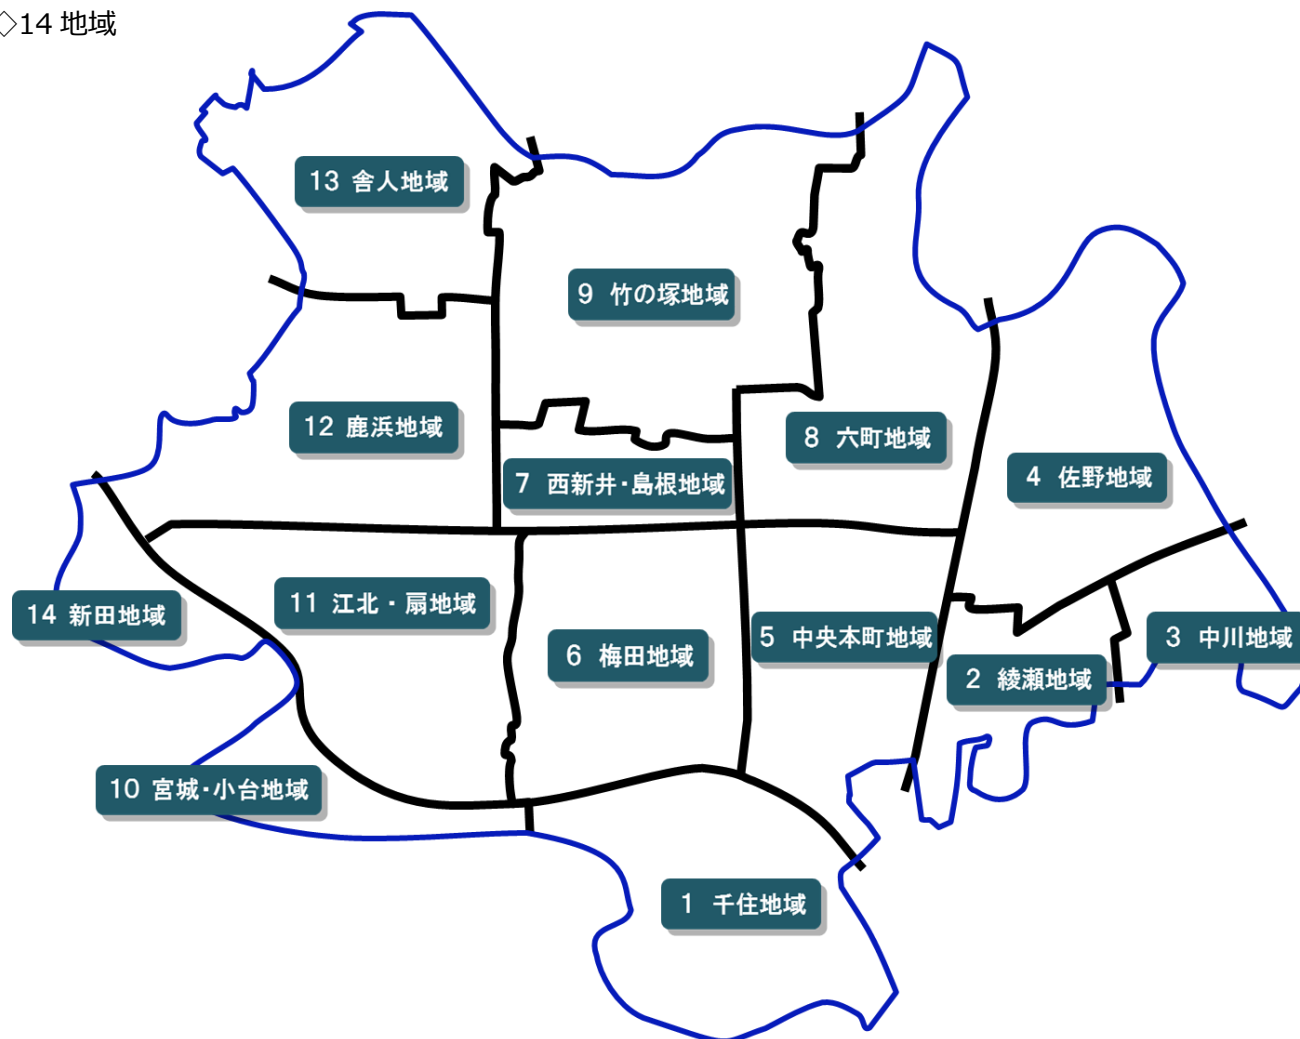 ◇14 地域
13 舎人地域
9 竹の塚地域
12 鹿浜地域
8 六町地域
7 西新井・島根地域
4 佐野地域
14 新田地域
11 江北・扇地域
6 梅田地域
5 中央本町地域
3 中川地域
2 綾瀬地域
10 宮城・小台地域
1 千住地域